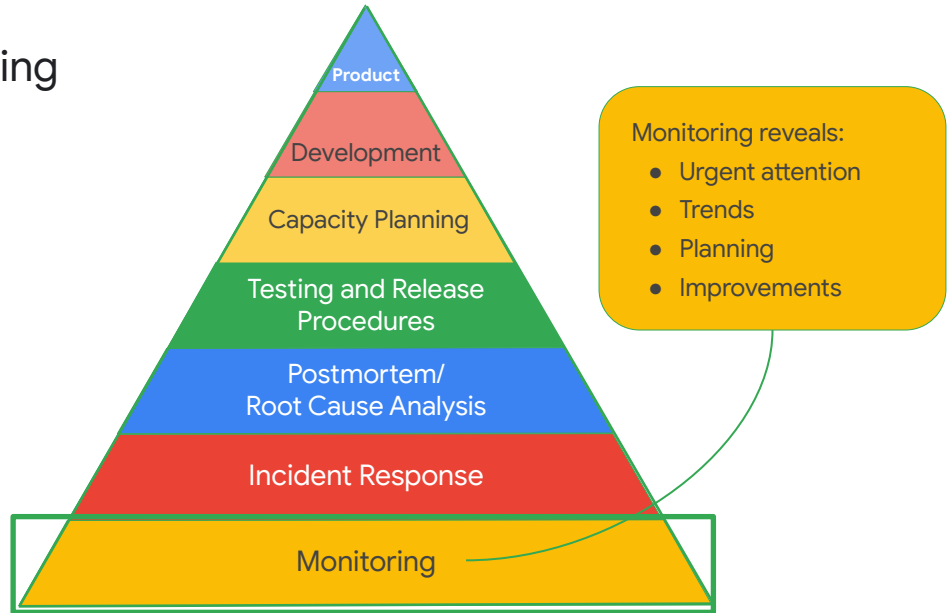 ing
Product
Development
Capacity Planning
Testing and Release
Procedures
Postmortem/
Root Cause Analysis
Incident Response
Monitoring
Monitoring reveals:
● Urgent attention
● Trends
● Planning
● Improvements